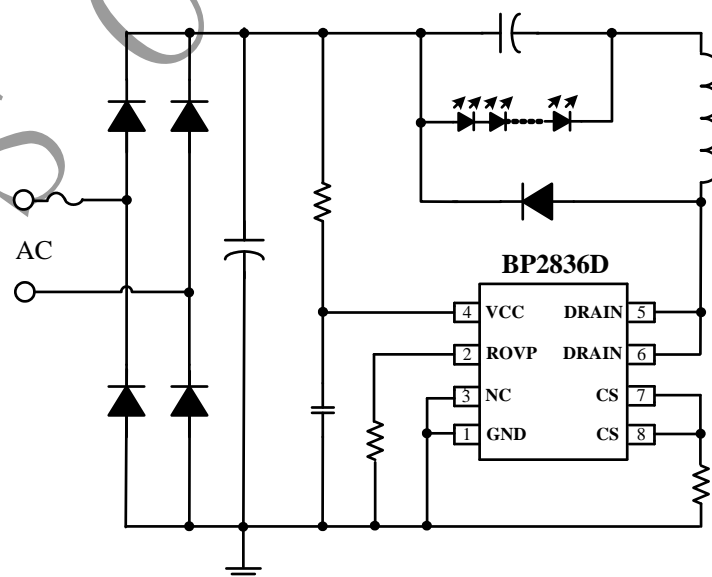 AC
BP2836D
4 VCC DRAIN 5
2 ROVP DRAIN 6
3 NC CS 7
1 GND CS 8